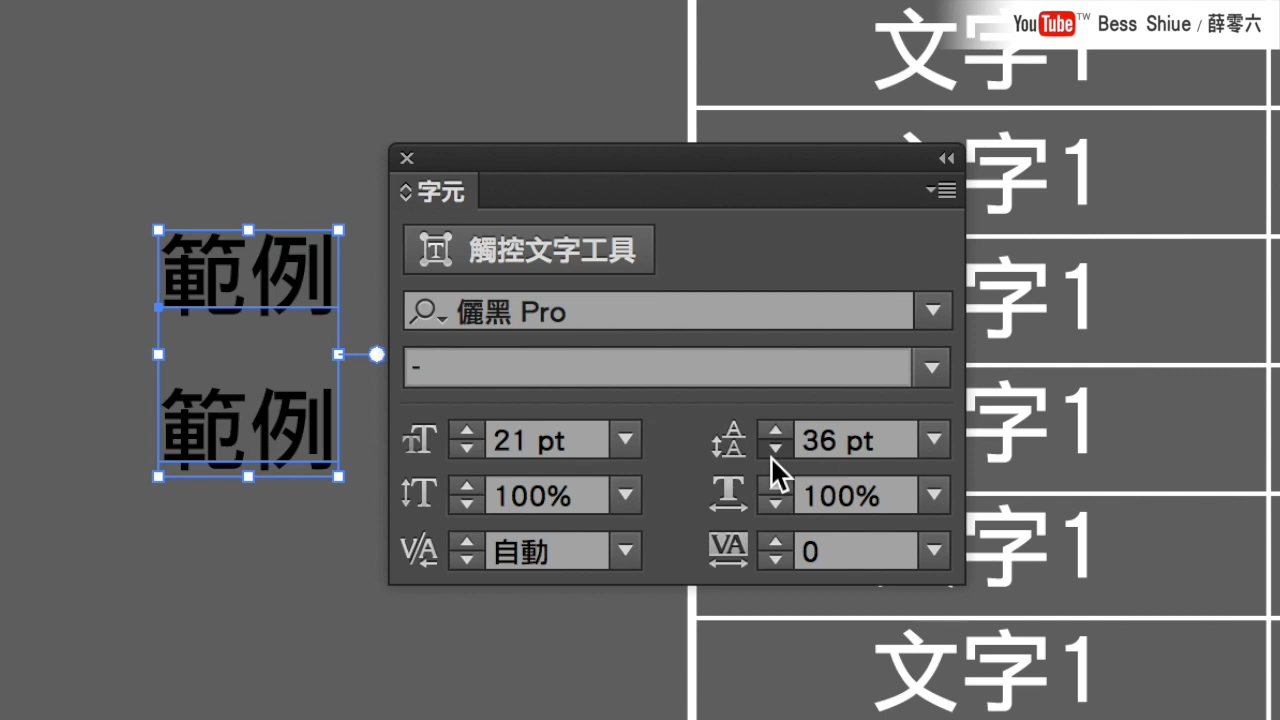 YouTube TW Bess Shiue / 薛零六
文字1
字1
字元
觸控文字工具
範例
儷黑 Pro
字1
-
字1
範例
21 pt
36 pt
100%
100%
字1
自動
0
文字1